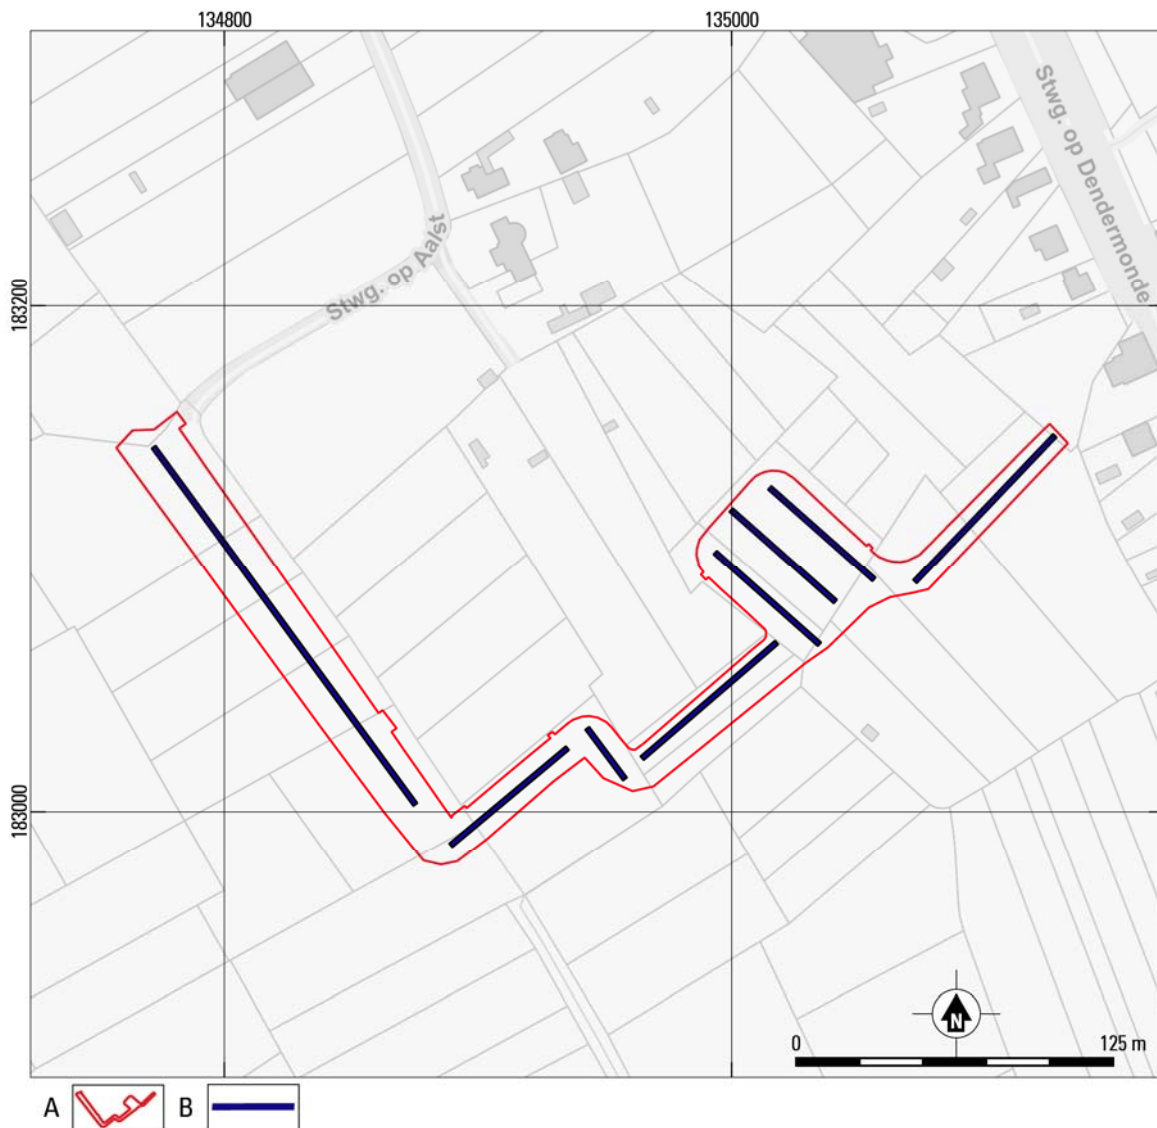 134800
135000
Stwg. op Dendermonde
Stwg. op Aalst
183200
183000
N
0
125 m
A
B